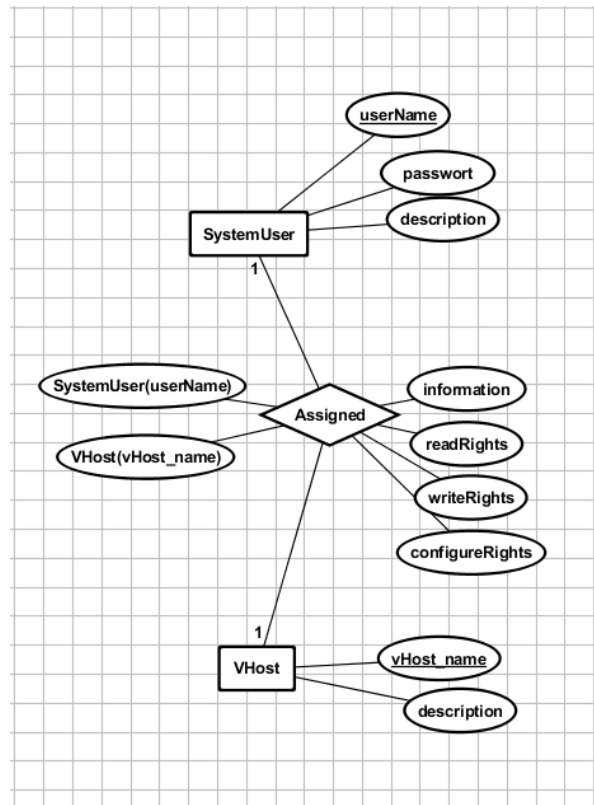 userName
passwort
description
SystemUser
1
SystemUser(userName)
information
Assigned
readRights
VHost(vHost_name)
writeRights
configureRights
1
vHost_name
VHost
description